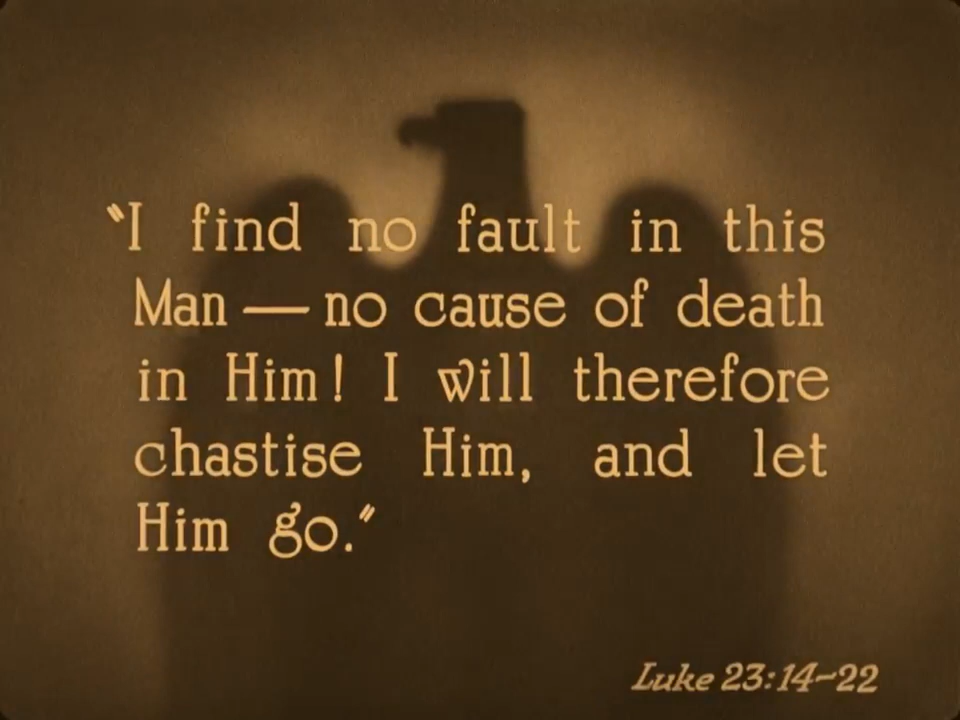 "I find no fault in this
Man — no cause of death
in Him! I will therefore
chastise Him, and let
Him go."
Luke 23:14-22